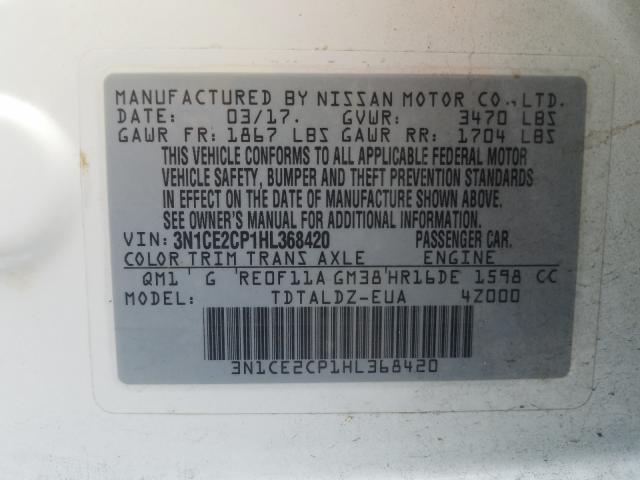 MANUFACTURED BY NISSAN MOTOR CO.,LTD.
DATE: 03/17. GVWR: 3470 LBS
GAWR FR: 1867 LBS GAWR RR: 1704 LBS
THIS VEHICLE CONFORMS TO ALL APPLICABLE FEDERAL MOTOR
VEHICLE SAFETY, BUMPER AND THEFT PREVENTION STANDARDS
IN EFFECT ON THE DATE OF MANUFACTURE SHOWN ABOVE.
SEE OWNER'S MANUAL FOR ADDITIONAL INFORMATION.
VIN: 3N1CE2CP1HL368420 PASSENGER CAR.
COLOR TRIM TRANS AXLE ENGINE
QM1 G RE0F11A GM38 HR16DE 1598 CC
MODEL: TDTALDZ-EUA 4Z000
3N1CE2CP1HL368420